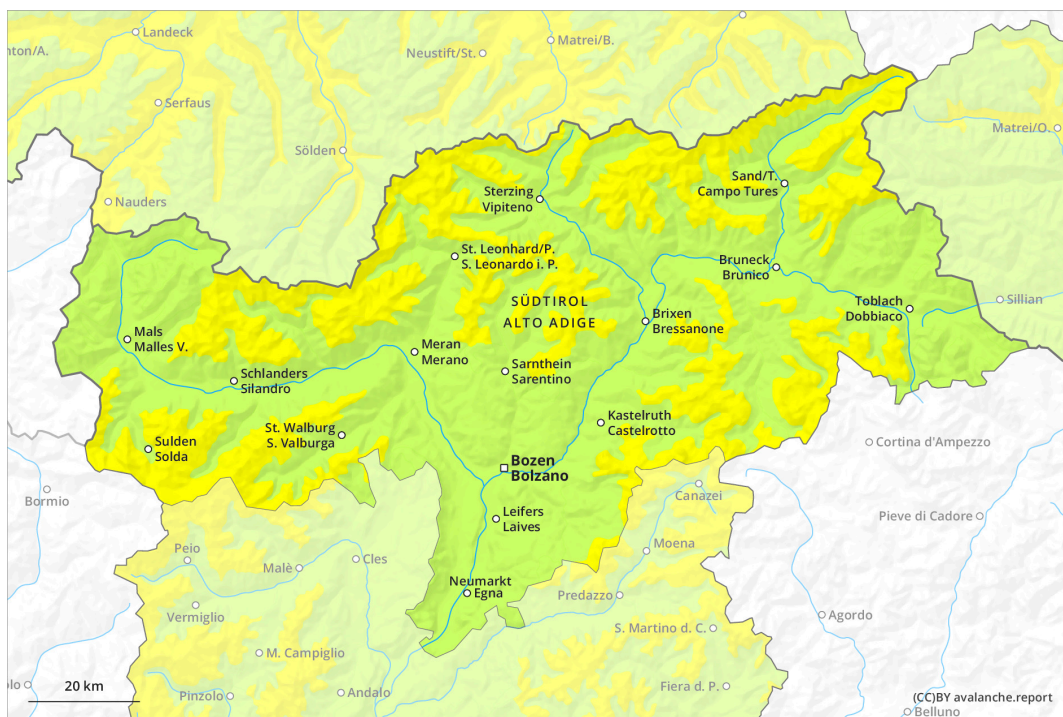 Landeck
nton/A.
Neustift/St.
Matrei/B.
Serfaus
Sölden
Matrei/O.
Nauders
Sterzing
Vipiteno
Sand/T.
Campo Tures
St. Leonhard/P.
S. Leonardo i. P.
Bruneck
Brunico
SÜDTIROL
ALTO ADIGE
Toblach
Dobbiaco
Sillian
Brixen
Bressanone
Mals
Malles V.
Meran
Merano
Sarnthein
Sarentino
Schlanders
Silandro
St. Walburg
S. Valburga
Kastelruth
Castelrotto
Sulden
Solda
Cortina d'Ampezzo
Bozen
Bolzano
Bormio
Canazei
Leifers
Laives
Pieve di Cadore
Peio
Cles
Moena
Malè
Neumarkt
Egna
Predazzo
Vermiglio
Agordo
S. Martino d. C.
M. Campiglio
20 km
olo
Pinzolo
Andalo
Fiera d. P.
(CC)BY avalanche.report
Belluno